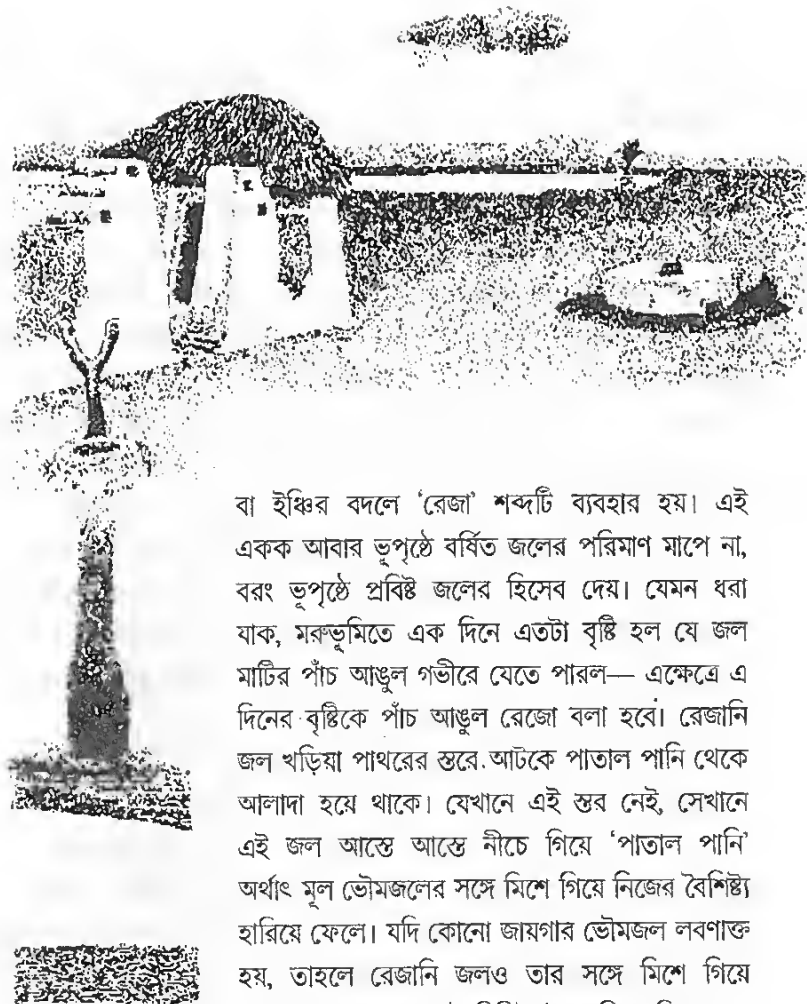 বা ইঞ্চির বদলে ‘রেজা’ শব্দটি ব্যবহার হয়। এই
একক আবার ভূপৃষ্ঠে বর্ষিত জলের পরিমাণ মাপে না,
বরং ভূপৃষ্ঠে প্রবিষ্ট জলের হিসেব দেয়। যেমন ধরা
যাক, মরুভূমিতে এক দিনে এতটা বৃষ্টি হল যে জল
মাটির পাঁচ আঙুল গভীরে যেতে পারল— এক্ষেত্রে এ
দিনের বৃষ্টিকে পাঁচ আঙুল রেজো বলা হবে। রেজানি
জল খড়িয়া পাথরের স্তরে আটকে পাতাল পানি থেকে
আলাদা হয়ে থাকে। যেখানে এই স্তর নেই, সেখানে
এই জল আস্তে আস্তে নীচে গিয়ে ‘পাতাল পানি’
অর্থাৎ মূল ভৌমজলের সঙ্গে মিশে গিয়ে নিজের বৈশিষ্ট্য
হারিয়ে ফেলে। যদি কোনো জায়গার ভৌমজল লবণাক্ত
হয়, তাহলে রেজানি জলও তার সঙ্গে মিশে গিয়ে